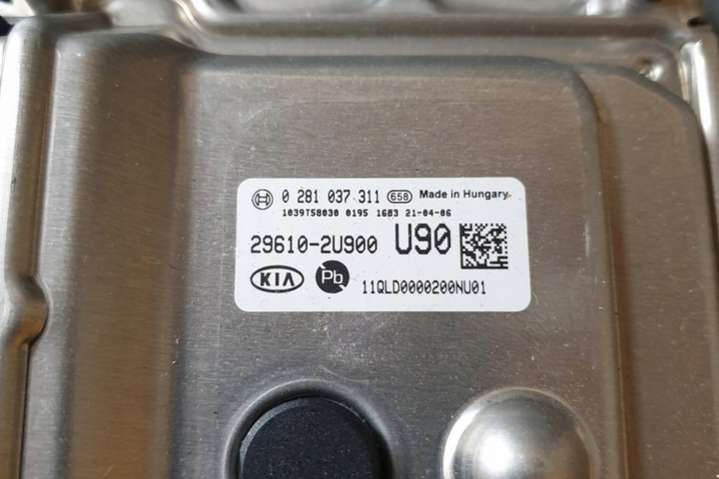 0 281 037 311 658 Made in Hungary
1039T58030 0195 1683 21-04-06
29610-2U900 U90
KIA Pb 11QLD0000200NU01